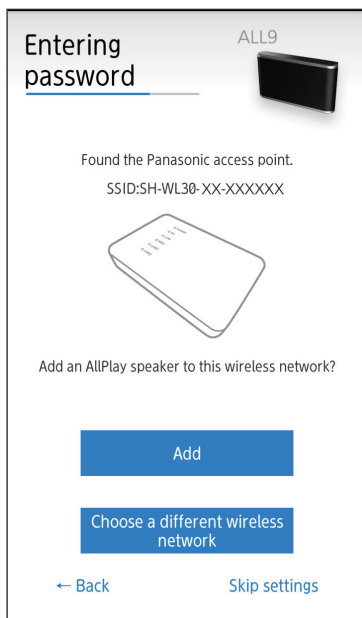 Entering
password
ALL9
Found the Panasonic access point.
SSID:SH-WL30-XX-XXXXXX
Add an AllPlay speaker to this wireless network?
Add
Choose a different wireless
network
← Back
Skip settings